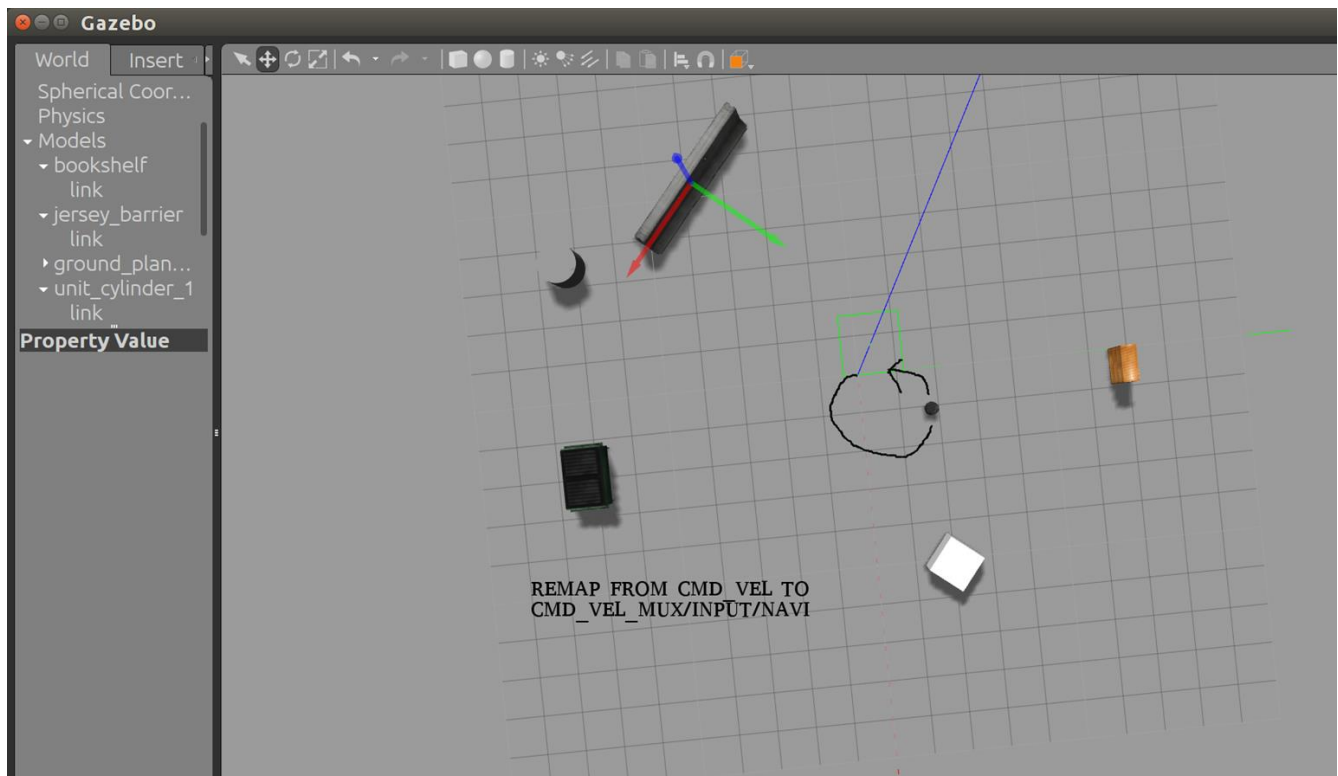 Gazebo
World Insert
Spherical Coor...
Physics
Models
bookshelf
link
jersey_barrier
link
ground_plan...
unit_cylinder_1
link
Property Value
REMAP FROM CMD_VEL TO
CMD_VEL_MUX/INPUT/NAVI